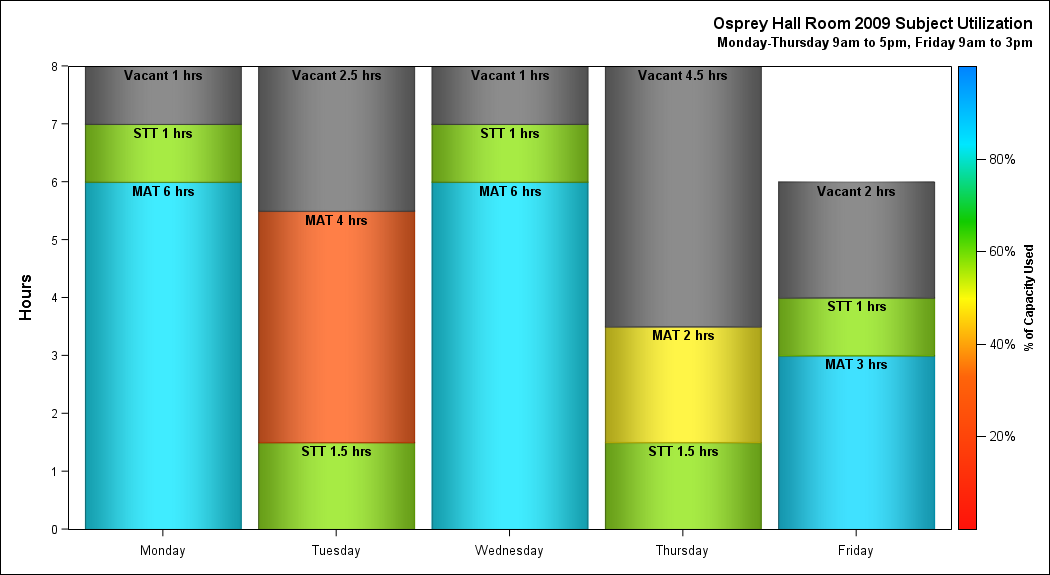 Osprey Hall Room 2009 Subject Utilization
Monday-Thursday 9am to 5pm, Friday 9am to 3pm
Hours
8
7
6
5
4
3
2
1
0
Vacant 1 hrs
STT 1 hrs
MAT 6 hrs
Vacant 2.5 hrs
MAT 4 hrs
STT 1.5 hrs
Vacant 1 hrs
STT 1 hrs
MAT 6 hrs
Vacant 4.5 hrs
MAT 2 hrs
STT 1.5 hrs
Vacant 2 hrs
STT 1 hrs
MAT 3 hrs
Monday
Tuesday
Wednesday
Thursday
Friday
80%
60%
40%
20%
% of Capacity Used